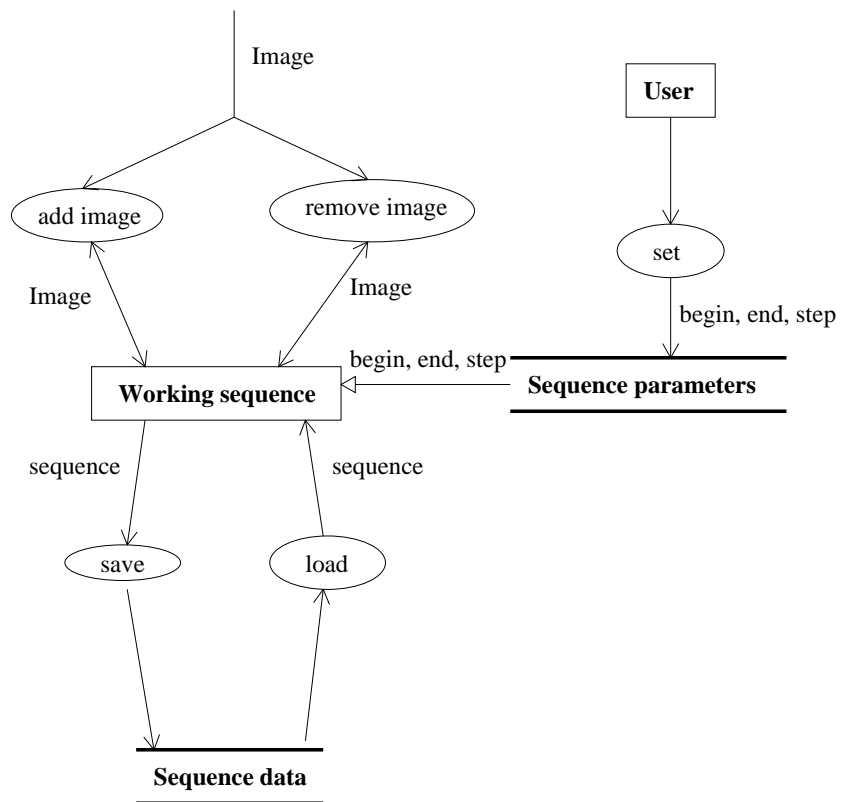 Image
User
add image
remove image
set
Image
Image
begin, end, step
begin, end, step
Working sequence
Sequence parameters
sequence
sequence
save
load
Sequence data